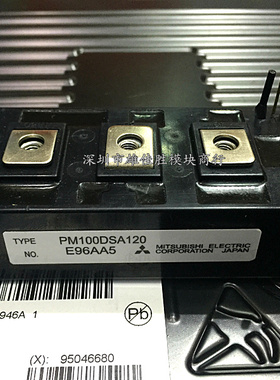 深圳市雄佳胜模块商行
TYPE PM100DSA120
NO. E96AA5
MITSUBISHI ELECTRIC
CORPORATION JAPAN
946A 1
Pb
(X): 95046680